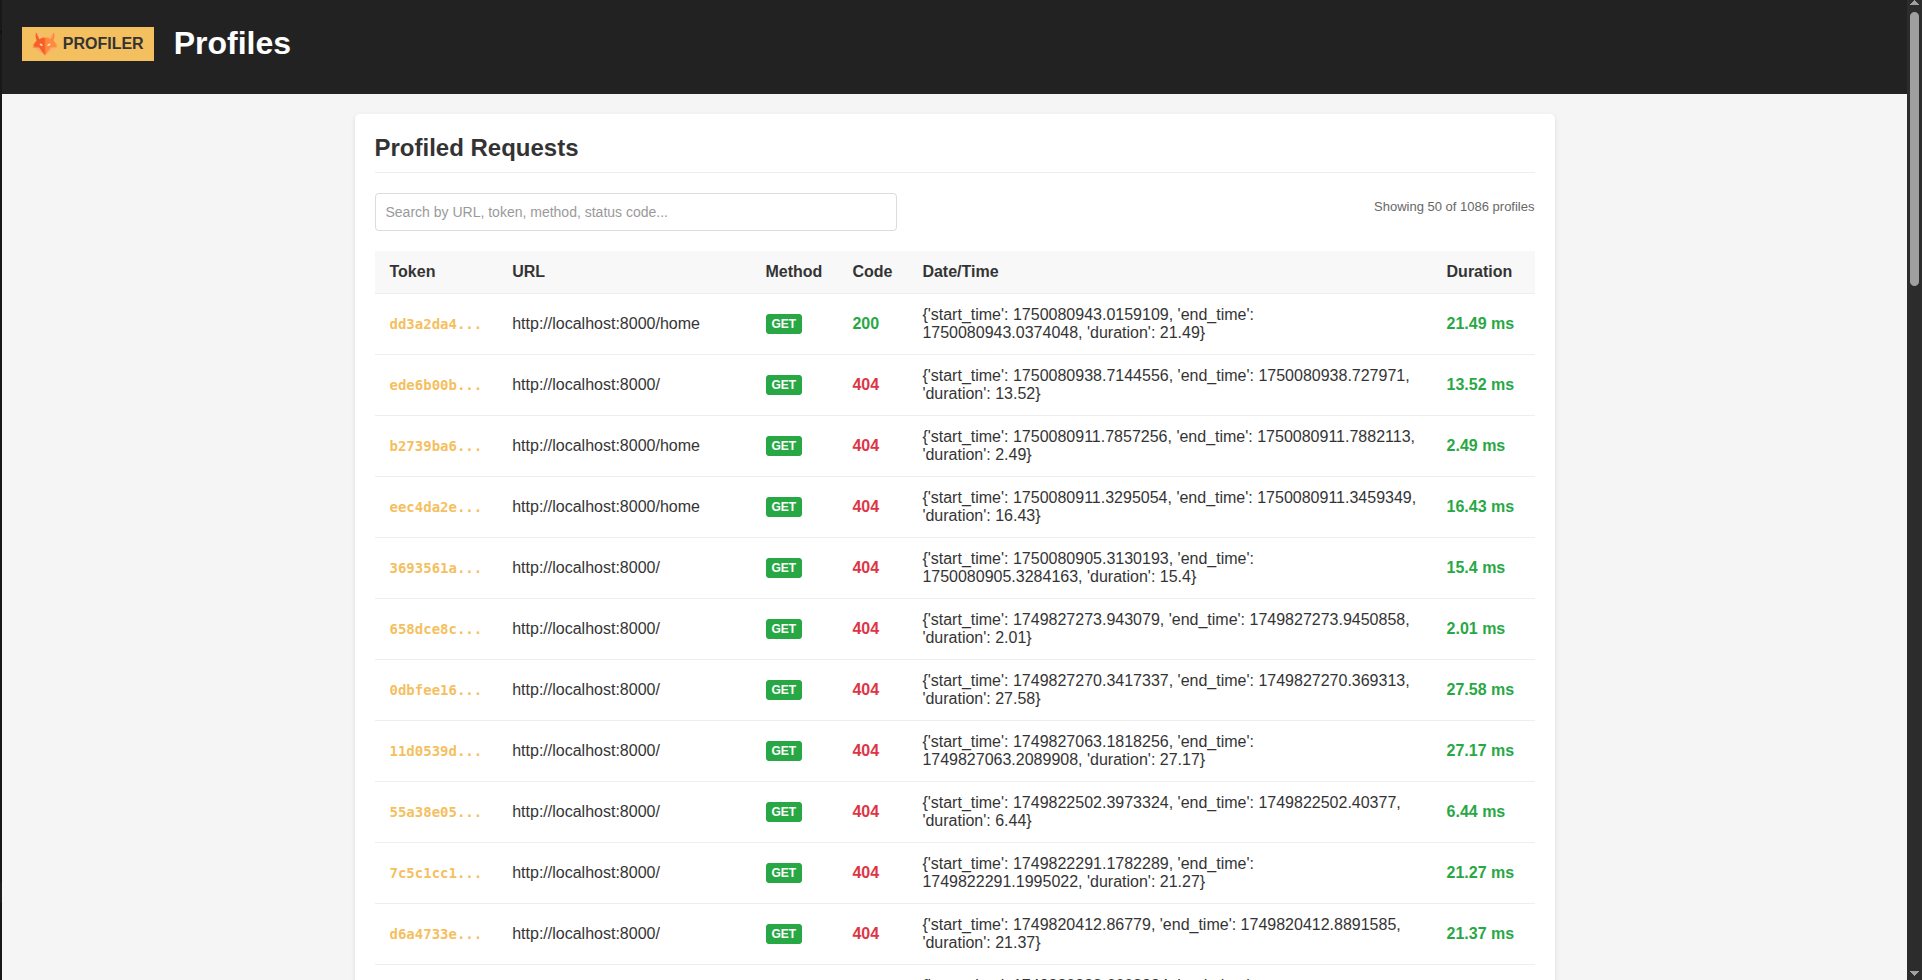 PROFILER Profiles
Profiled Requests
Search by URL, token, method, status code...
Showing 50 of 1086 profiles
Token URL Method Code Date/Time Duration
dd3a2da4... http://localhost:8000/home GET 200 {'start_time': 1750080943.0159109, 'end_time':
1750080943.0374048, 'duration': 21.49} 21.49 ms
ede6b00b... http://localhost:8000/ GET 404 {'start_time': 1750080938.7144556, 'end_time': 1750080938.727971,
'duration': 13.52} 13.52 ms
b2739ba6... http://localhost:8000/home GET 404 {'start_time': 1750080911.7857256, 'end_time': 1750080911.7882113,
'duration': 2.49} 2.49 ms
eec4da2e... http://localhost:8000/home GET 404 {'start_time': 1750080911.3295054, 'end_time': 1750080911.3459349,
'duration': 16.43} 16.43 ms
3693561a... http://localhost:8000/ GET 404 {'start_time': 1750080905.3130193, 'end_time':
1750080905.3284163, 'duration': 15.4} 15.4 ms
658dce8c... http://localhost:8000/ GET 404 {'start_time': 1749827273.943079, 'end_time': 1749827273.9450858,
'duration': 2.01} 2.01 ms
0dbfee16... http://localhost:8000/ GET 404 {'start_time': 1749827270.3417337, 'end_time': 1749827270.369313,
'duration': 27.58} 27.58 ms
11d0539d... http://localhost:8000/ GET 404 {'start_time': 1749827063.1818256, 'end_time':
1749827063.2089908, 'duration': 27.17} 27.17 ms
55a38e05... http://localhost:8000/ GET 404 {'start_time': 1749822502.3973324, 'end_time': 1749822502.40377,
'duration': 6.44} 6.44 ms
7c5c1cc1... http://localhost:8000/ GET 404 {'start_time': 1749822291.1782289, 'end_time':
1749822291.1995022, 'duration': 21.27} 21.27 ms
d6a4733e... http://localhost:8000/ GET 404 {'start_time': 1749820412.86779, 'end_time': 1749820412.8891585,
'duration': 21.37} 21.37 ms